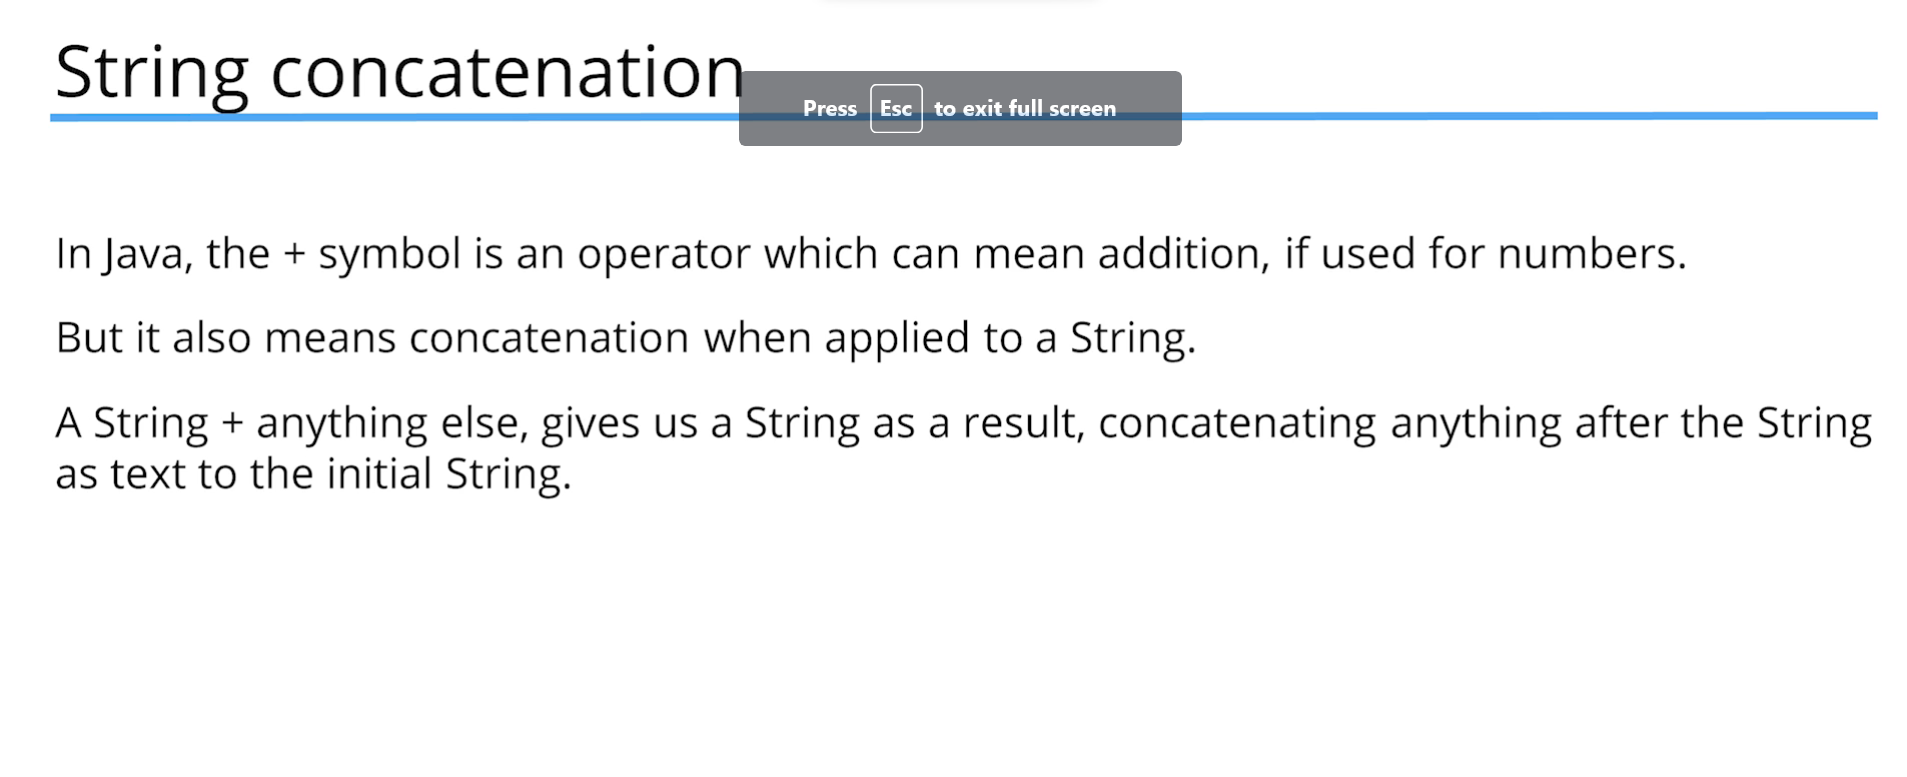 String concatenation
Press Esc to exit full screen
In Java, the + symbol is an operator which can mean addition, if used for numbers.
But it also means concatenation when applied to a String.
A String + anything else, gives us a String as a result, concatenating anything after the String
as text to the initial String.